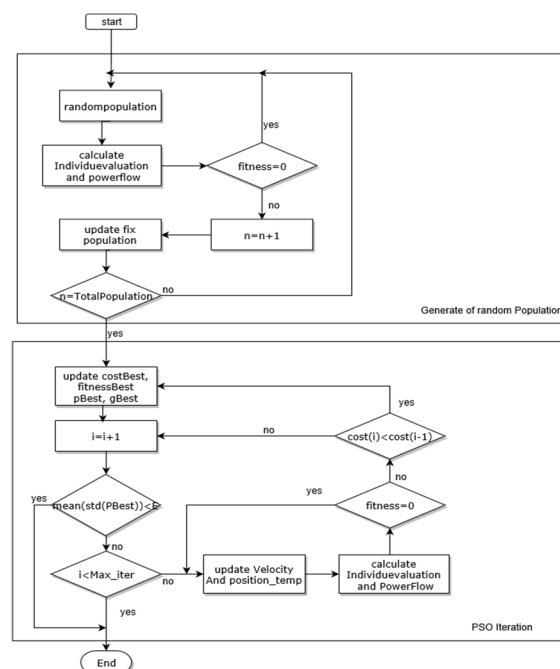 start
randompopulation
yes
calculate
Individuevaluation
and powerflow
fitness=0
no
update fix
population
n=n+1
n=TotalPopulation
no
Generate of random Population
yes
update costBest,
fitnessBest
pBest, gBest
yes
i=i+1
no
cost(i)<cost(i-1)
no
yes
mean(std(PBest))<E
yes
fitness=0
no
i<Max_iter
no
update Velocity
And position_temp
calculate
Individuevaluation
and PowerFlow
yes
PSO Iteration
End